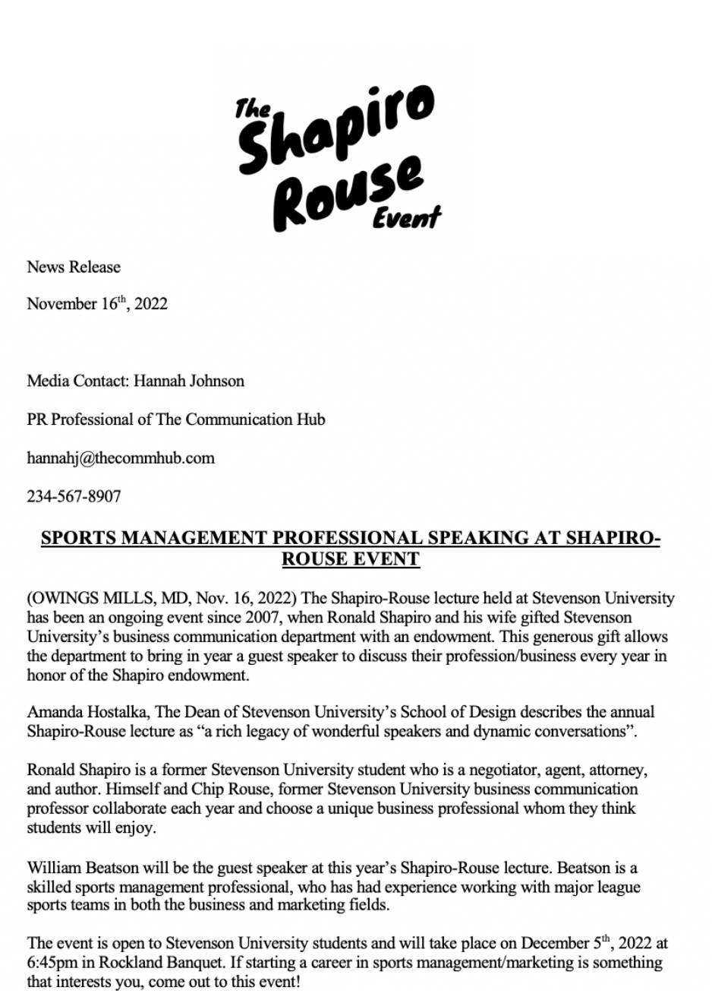 The
Shapiro
Rouse
Event
News Release
November 16th, 2022
Media Contact: Hannah Johnson
PR Professional of The Communication Hub
hannahj@thecommhub.com
234-567-8907
SPORTS MANAGEMENT PROFESSIONAL SPEAKING AT SHAPIRO-
ROUSE EVENT
(OWINGS MILLS, MD, Nov. 16, 2022) The Shapiro-Rouse lecture held at Stevenson University
has been an ongoing event since 2007, when Ronald Shapiro and his wife gifted Stevenson
University’s business communication department with an endowment. This generous gift allows
the department to bring in year a guest speaker to discuss their profession/business every year in
honor of the Shapiro endowment.
Amanda Hostalka, The Dean of Stevenson University’s School of Design describes the annual
Shapiro-Rouse lecture as “a rich legacy of wonderful speakers and dynamic conversations”.
Ronald Shapiro is a former Stevenson University student who is a negotiator, agent, attorney,
and author. Himself and Chip Rouse, former Stevenson University business communication
professor collaborate each year and choose a unique business professional whom they think
students will enjoy.
William Beatson will be the guest speaker at this year’s Shapiro-Rouse lecture. Beatson is a
skilled sports management professional, who has had experience working with major league
sports teams in both the business and marketing fields.
The event is open to Stevenson University students and will take place on December 5th, 2022 at
6:45pm in Rockland Banquet. If starting a career in sports management/marketing is something
that interests you, come out to this event!